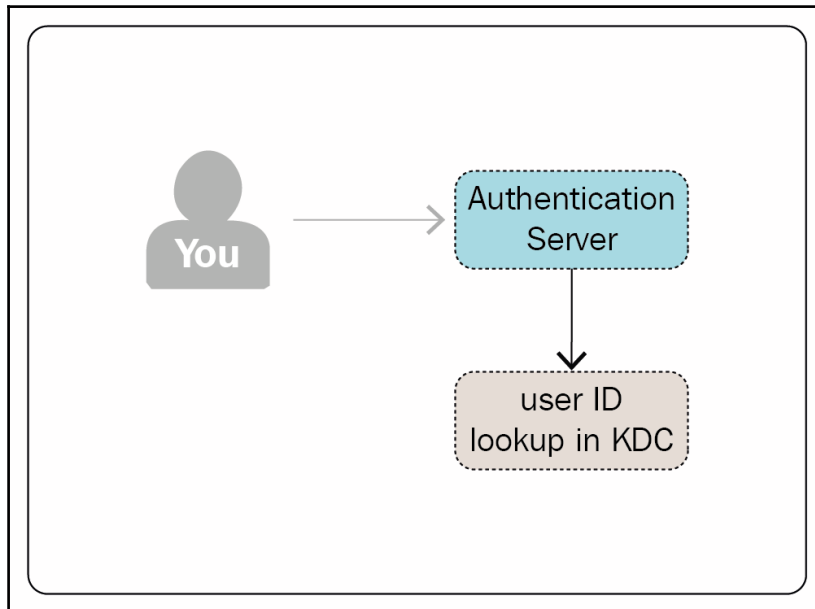 You
Authentication
Server
user ID
lookup in KDC